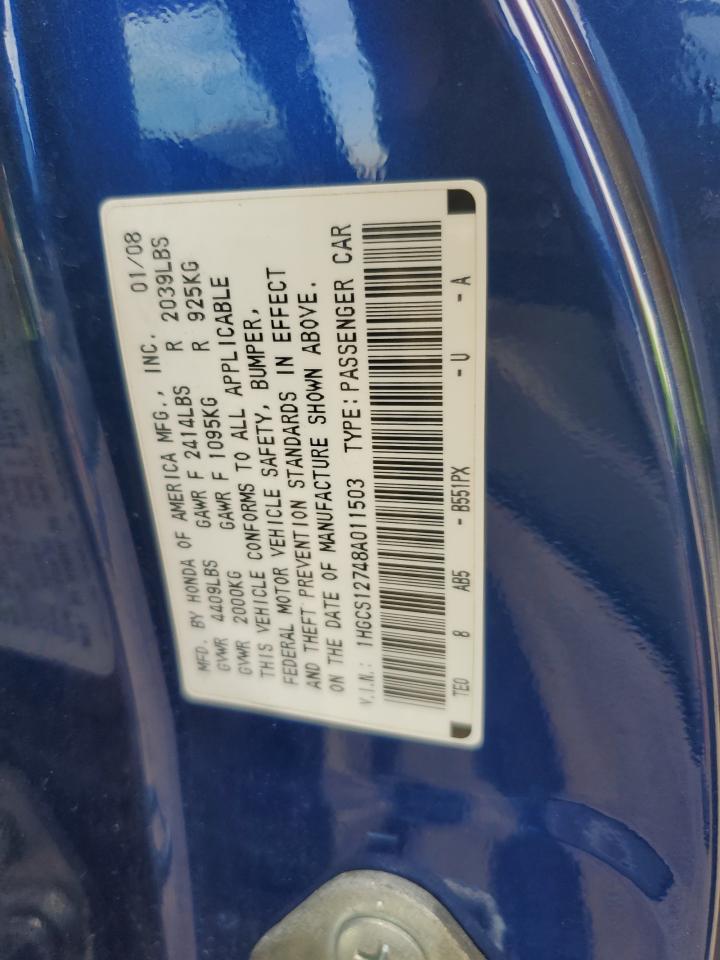 MFD. BY HONDA OF AMERICA MFG., INC. 01/08
GVWR 4409LBS GAWR F 2414LBS R 2039LBS
GVWR 2000KG GAWR F 1095KG R 925KG
THIS VEHICLE CONFORMS TO ALL APPLICABLE
FEDERAL MOTOR VEHICLE SAFETY, BUMPER,
AND THEFT PREVENTION STANDARDS IN EFFECT
ON THE DATE OF MANUFACTURE SHOWN ABOVE.
V.I.N.: 1HGCS12748A011503 TYPE: PASSENGER CAR
TE0 8 AB5 - B551PX - U - A